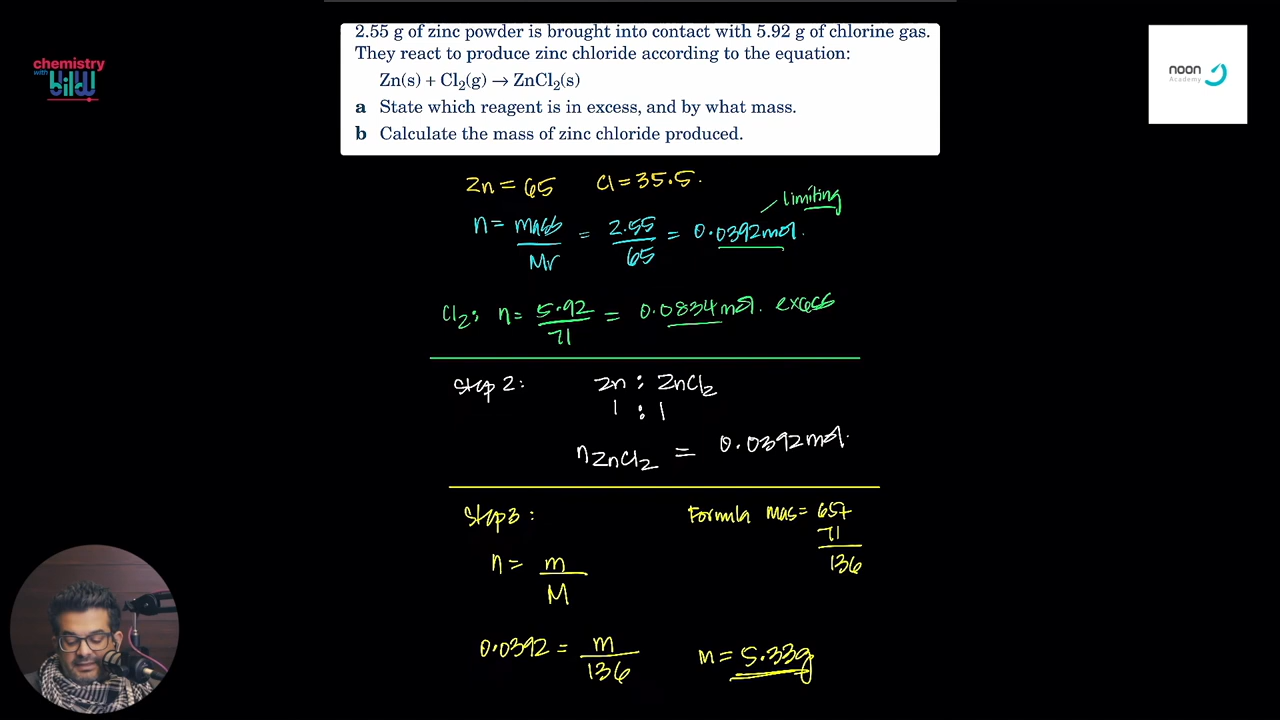 chemistry
with
bilal
noon
Academy
2.55 g of zinc powder is brought into contact with 5.92 g of chlorine gas.
They react to produce zinc chloride according to the equation:
Zn(s) + Cl₂(g) → ZnCl₂(s)
a State which reagent is in excess, and by what mass.
b Calculate the mass of zinc chloride produced.
Zn = 65 Cl = 35.5.
limiting
n = mass/Mr = 2.55/65 = 0.0392 mol.
Cl₂: n = 5.92/71 = 0.0834 mol. excess
Step 2: Zn : ZnCl₂
1 : 1
nZnCl₂ = 0.0392 mol.
Step 3: Formula mas = 65+
71
136
n = m/M
0.0392 = m/136 m = 5.33g